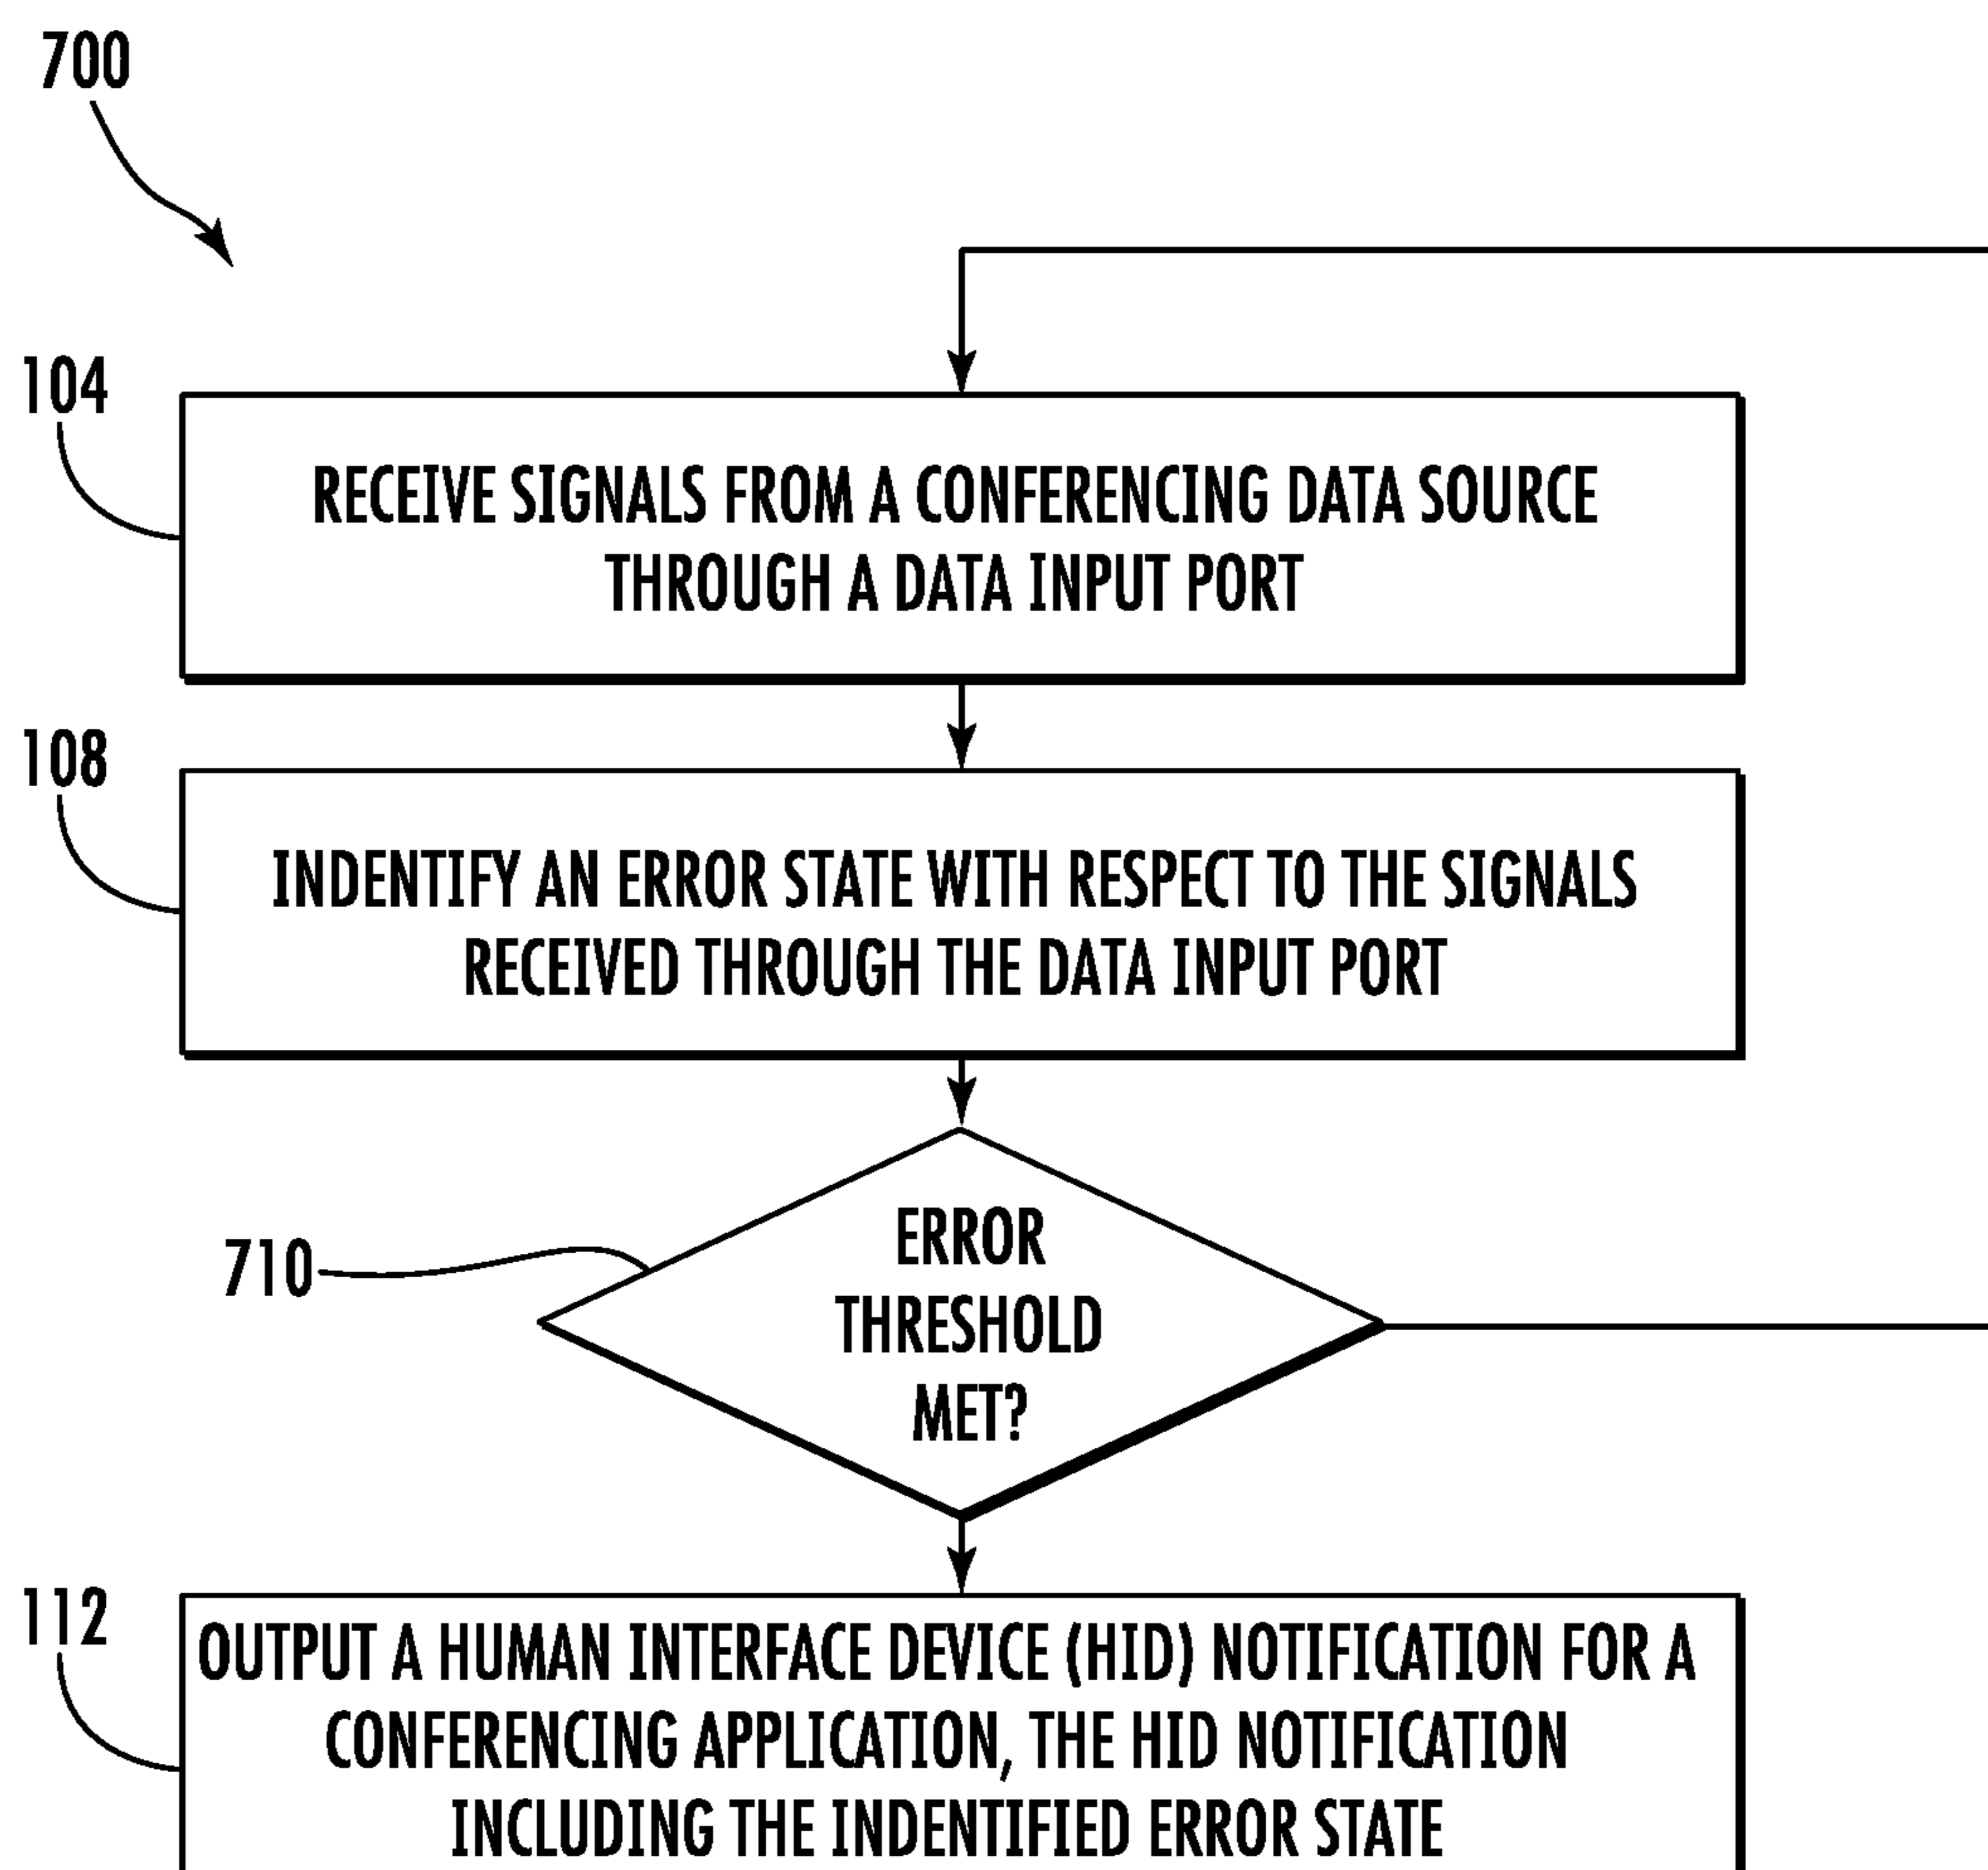 700
104
RECEIVE SIGNALS FROM A CONFERENCING DATA SOURCE
THROUGH A DATA INPUT PORT
108
INDENTIFY AN ERROR STATE WITH RESPECT TO THE SIGNALS
RECEIVED THROUGH THE DATA INPUT PORT
710
ERROR
THRESHOLD
MET?
112
OUTPUT A HUMAN INTERFACE DEVICE (HID) NOTIFICATION FOR A
CONFERENCING APPLICATION, THE HID NOTIFICATION
INCLUDING THE INDENTIFIED ERROR STATE